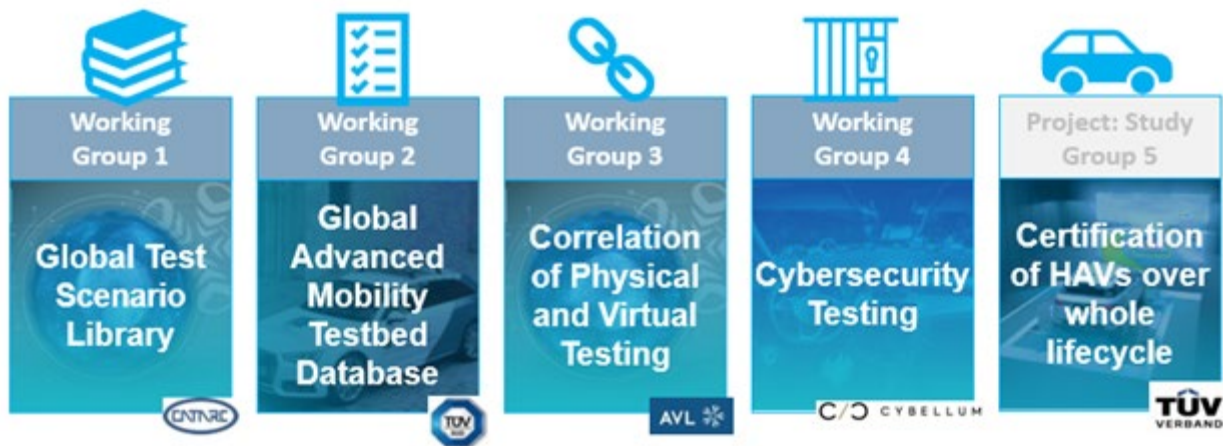 Working
Group 1
Global Test
Scenario
Library
CATARC
Working
Group 2
Global
Advanced
Mobility
Testbed
Database
TÜV
Working
Group 3
Correlation
of Physical
and Virtual
Testing
AVL
Working
Group 4
Cybersecurity
Testing
C/C CYBELLUM
Project: Study
Group 5
Certification
of HAVs over
whole
lifecycle
TÜV
VERBAND